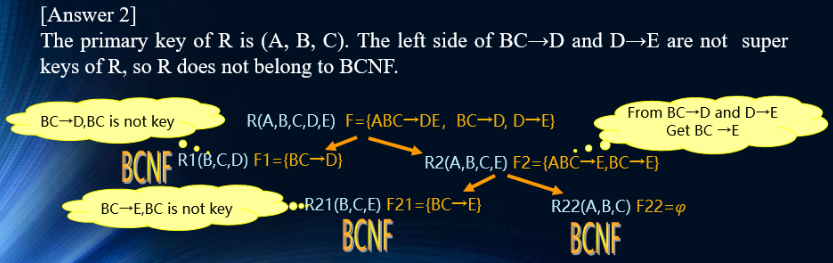 [Answer 2]
The primary key of R is (A, B, C). The left side of BC→D and D→E are not super
keys of R, so R does not belong to BCNF.
BC→D,BC is not key
R(A,B,C,D,E) F={ABC→DE, BC→D, D→E}
From BC→D and D→E
Get BC →E
BCNF
R1(B,C,D) F1={BC→D}
R2(A,B,C,E) F2={ABC→E,BC→E}
BC→E,BC is not key
R21(B,C,E) F21={BC→E}
R22(A,B,C) F22=φ
BCNF
BCNF